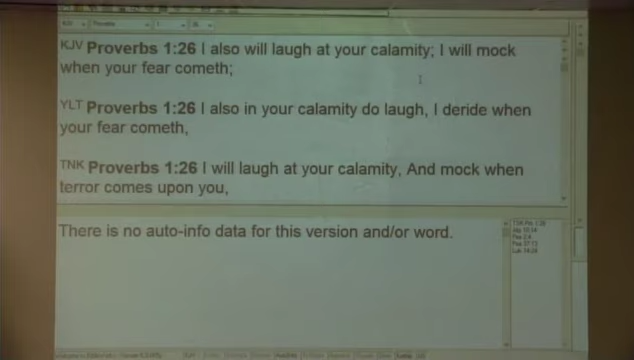 KJV Proverbs 1:26 I also will laugh at your calamity; I will mock
when your fear cometh;
YLT Proverbs 1:26 I also in your calamity do laugh, I deride when
your fear cometh,
TNK Proverbs 1:26 I will laugh at your calamity, And mock when
terror comes upon you,
There is no auto-info data for this version and/or word.